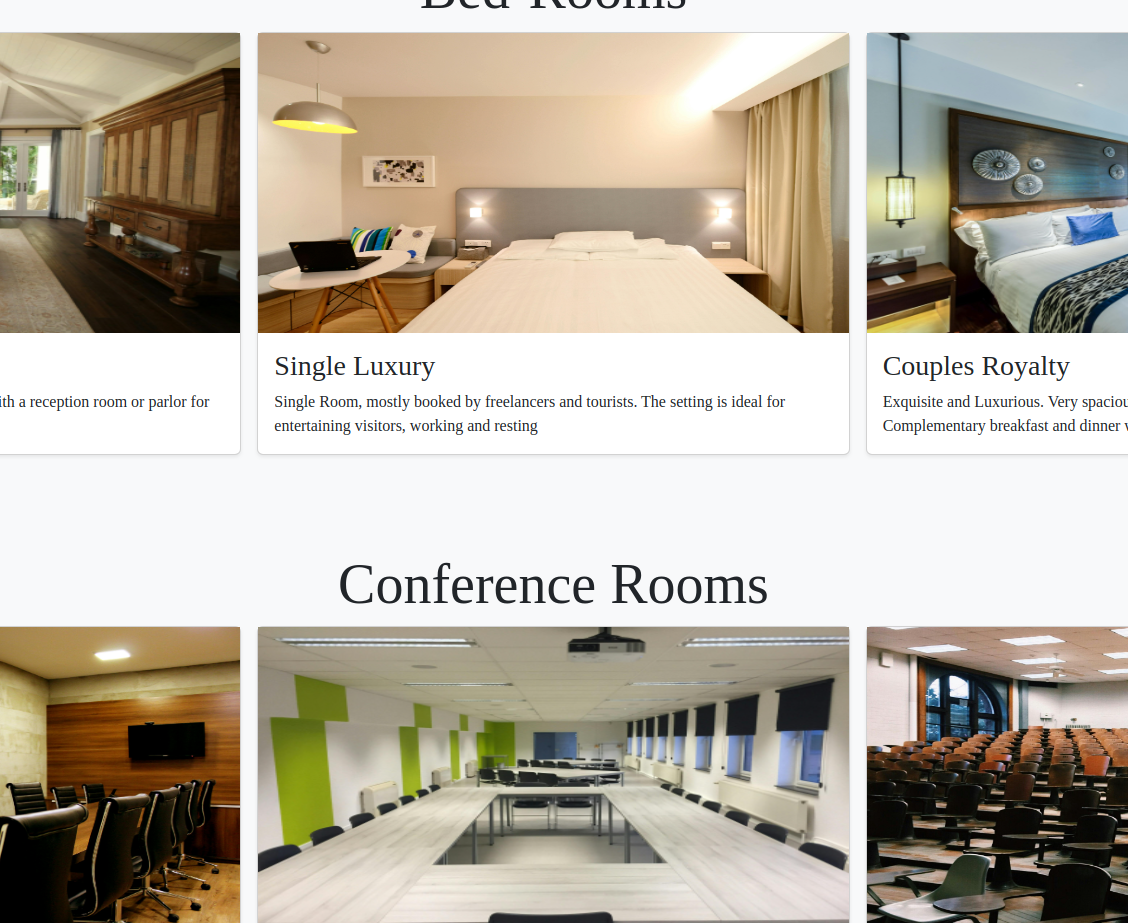 Bed-Rooms
ith a reception room or parlor for
Single Luxury
Single Room, mostly booked by freelancers and tourists. The setting is ideal for
entertaining visitors, working and resting
Couples Royalty
Exquisite and Luxurious. Very
Complementary breakfast and dinner
Conference Rooms